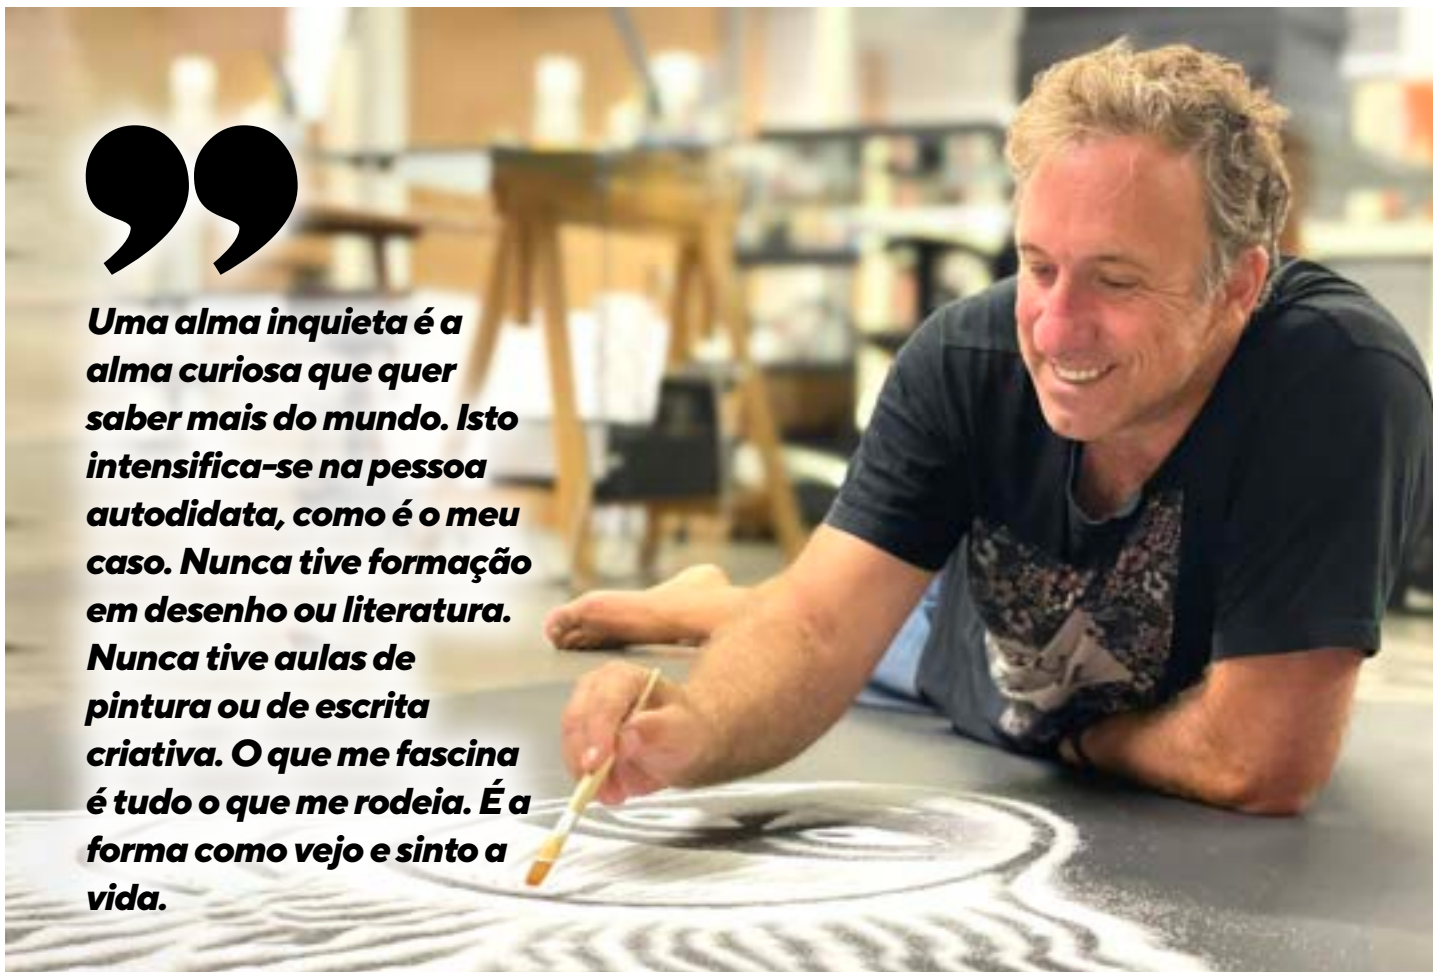 ”
Uma alma inquieta é a
alma curiosa que quer
saber mais do mundo. Isto
intensifica-se na pessoa
autodidata, como é o meu
caso. Nunca tive formação
em desenho ou literatura.
Nunca tive aulas de
pintura ou de escrita
criativa. O que me fascina
é tudo o que me rodeia. É a
forma como vejo e sinto a
vida.